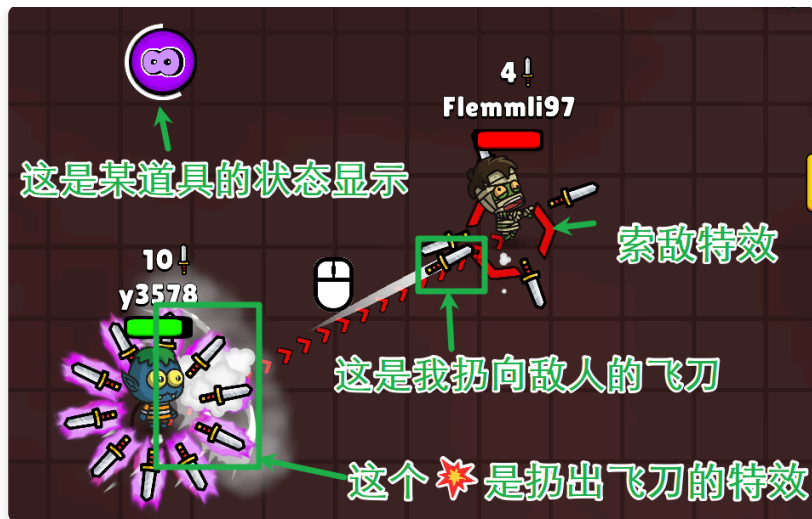 4
Flemmli97
这是某道具的状态显示
索敌特效
10
y3578
这是我扔向敌人的飞刀
这个💥是扔出飞刀的特效